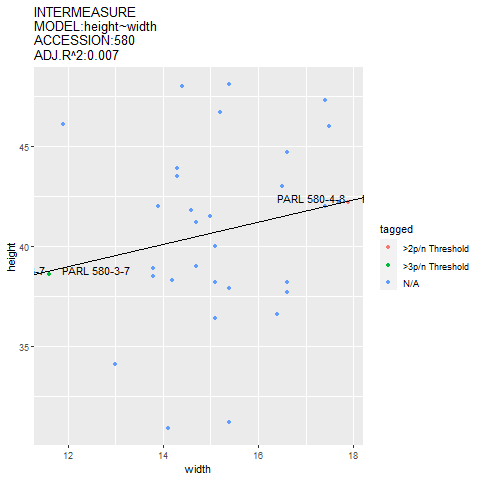 INTERMEASURE
MODEL:height~width
ACCESSION:580
ADJ.R^2:0.007
45
40
35
height
PARL 580-4-8
-7
PARL 580-3-7
12
14
16
18
width
tagged
>2p/n Threshold
>3p/n Threshold
N/A